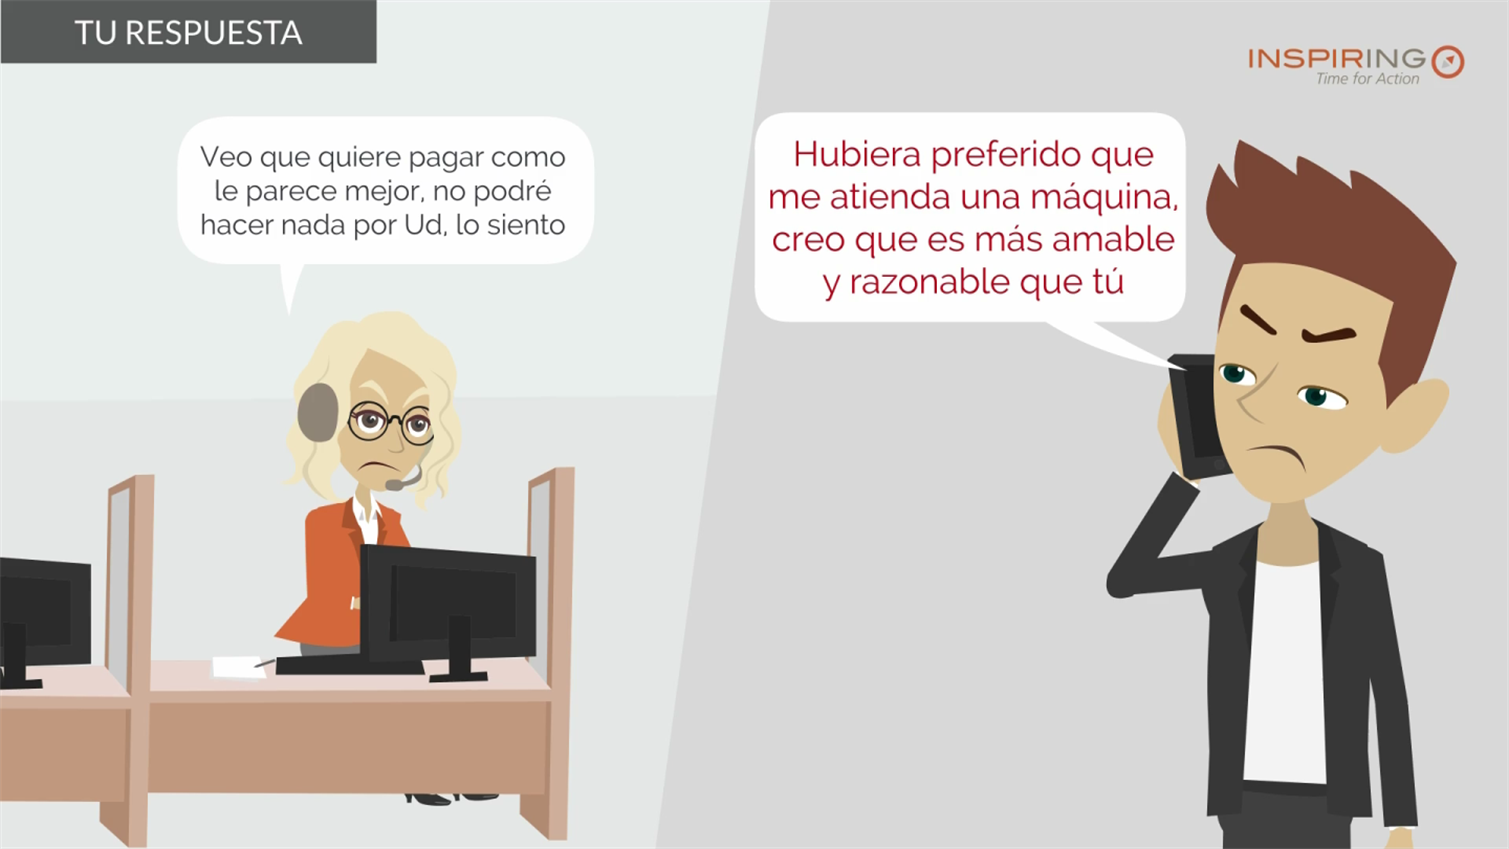 TU RESPUESTA
INSPIRING
Time for Action
Veo que quiere pagar como
le parece mejor, no podré
hacer nada por Ud, lo siento
Hubiera preferido que
me atienda una máquina,
creo que es más amable
y razonable que tú